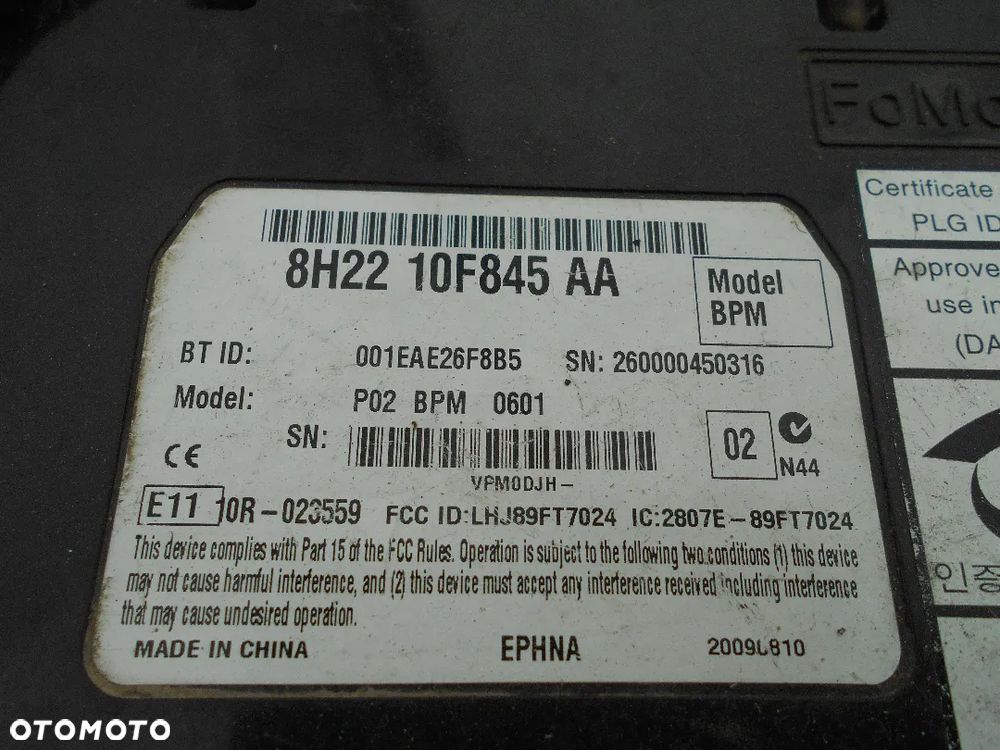 FoMo
Certificate
PLG ID
Approve
use in
(DA
8H22 10F845 AA
Model
BPM
BT ID: 001EAE26F8B5 SN: 260000450316
Model: P02 BPM 0601
SN:
VPM0DJH-
02
N44
CE
E11 10R-023559 FCC ID:LHJ89FT7024 IC:2807E-89FT7024
This device complies with Part 15 of the FCC Rules. Operation is subject to the following two conditions (1) this device
may not cause harmful interference, and (2) this device must accept any interference received including interference
that may cause undesired operation.
MADE IN CHINA EPHNA 20090810
인증
OTOMOTO